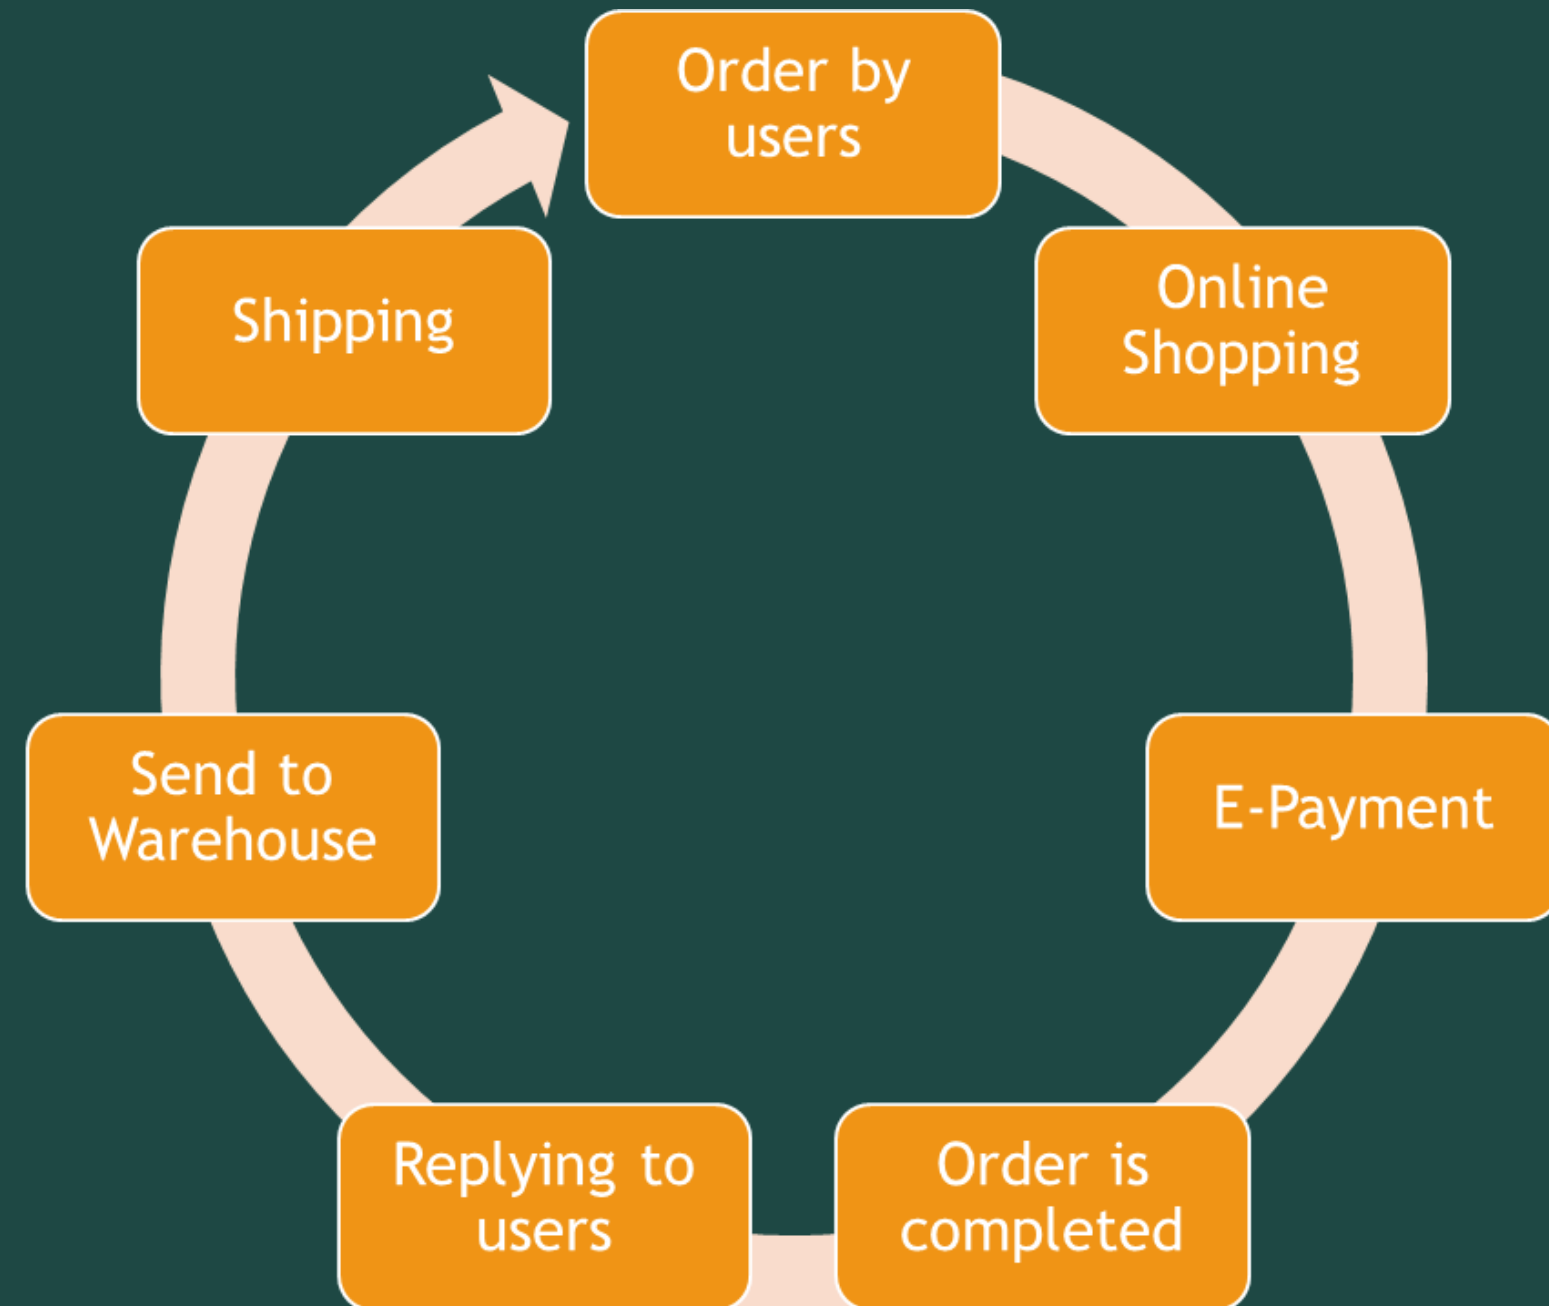 Order by
users
Online
Shopping
E-Payment
Order is
completed
Replying to
users
Send to
Warehouse
Shipping